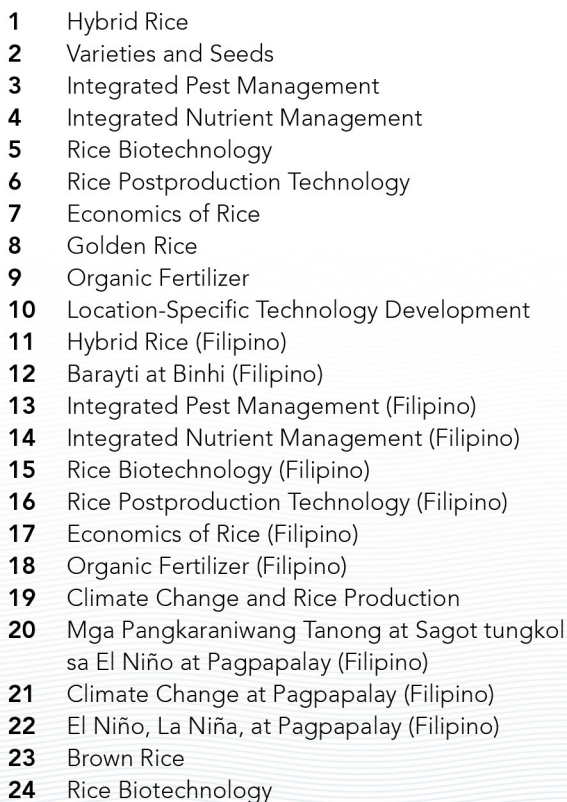 1 Hybrid Rice
2 Varieties and Seeds
3 Integrated Pest Management
4 Integrated Nutrient Management
5 Rice Biotechnology
6 Rice Postproduction Technology
7 Economics of Rice
8 Golden Rice
9 Organic Fertilizer
10 Location-Specific Technology Development
11 Hybrid Rice (Filipino)
12 Barayti at Binhi (Filipino)
13 Integrated Pest Management (Filipino)
14 Integrated Nutrient Management (Filipino)
15 Rice Biotechnology (Filipino)
16 Rice Postproduction Technology (Filipino)
17 Economics of Rice (Filipino)
18 Organic Fertilizer (Filipino)
19 Climate Change and Rice Production
20 Mga Pangkaraniwang Tanong at Sagot tungkol
sa El Niño at Pagpapalay (Filipino)
21 Climate Change at Pagpapalay (Filipino)
22 El Niño, La Niña, at Pagpapalay (Filipino)
23 Brown Rice
24 Rice Biotechnology